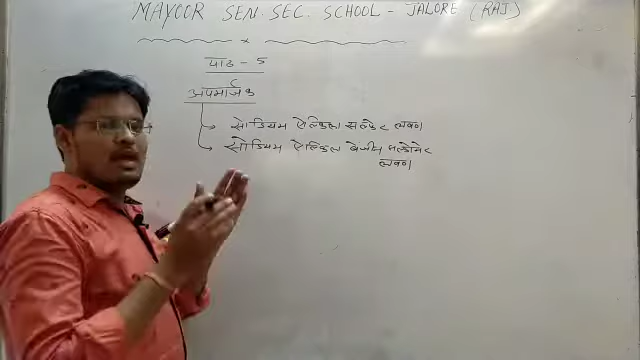 MAYOOR SEN. SEC. SCHOOL - JALORE (RAJ)
पाठ - 5
अपमार्जक
सोडियम ऐल्किल सल्फेट लवण
सोडियम ऐल्किल बेन्जीन सल्फोनेट
लवण